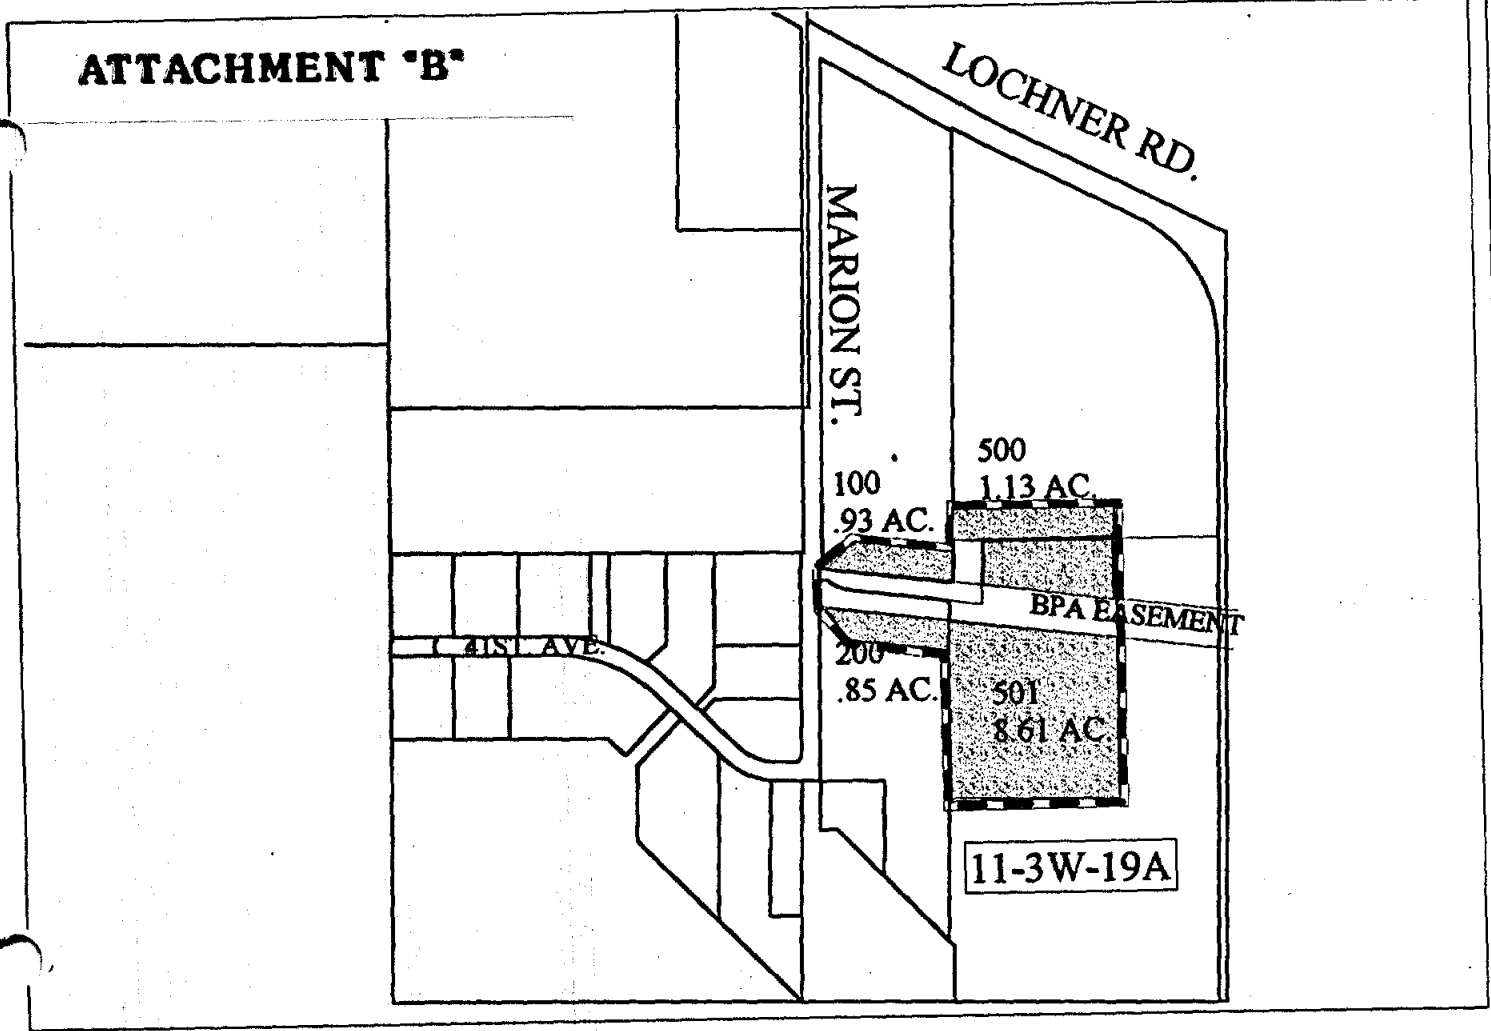 ATTACHMENT "B"
LOCHNER RD.
MARION ST.
500
1.13 AC.
100
.93 AC.
BPA EASEMENT
41ST AVE.
200
.85 AC.
501
8.61 AC.
11-3W-19A